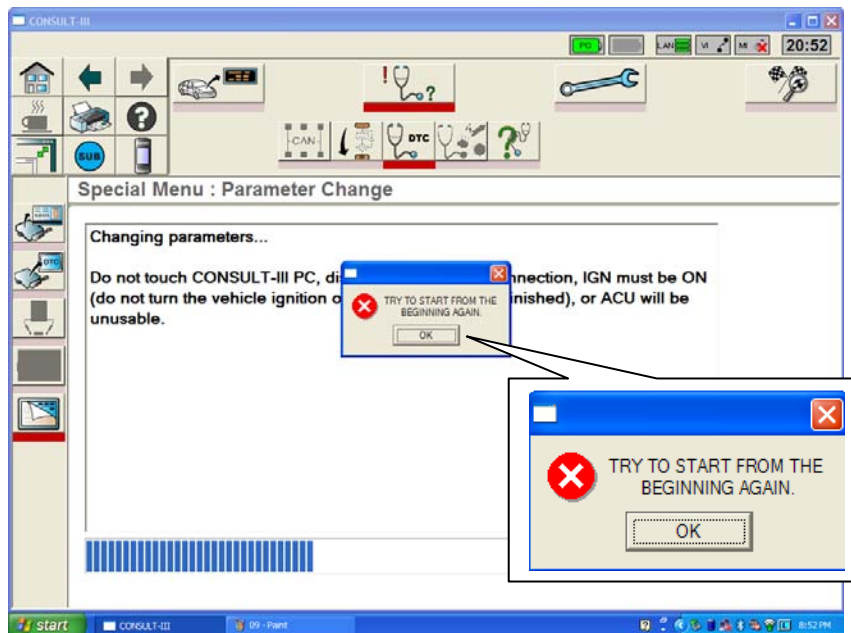 CONSULT-III
PC LAN VI MI 20:52
!? 
CAN DTC ?
?
SUB
Special Menu : Parameter Change
DTC
Changing parameters...
Do not touch CONSULT-III PC, di nnection, IGN must be ON
(do not turn the vehicle ignition o inished), or ACU will be
unusable.
TRY TO START FROM THE
BEGINNING AGAIN.
OK
TRY TO START FROM THE
BEGINNING AGAIN.
OK
start CONSULT-III 09 - Paint 8:52 PM